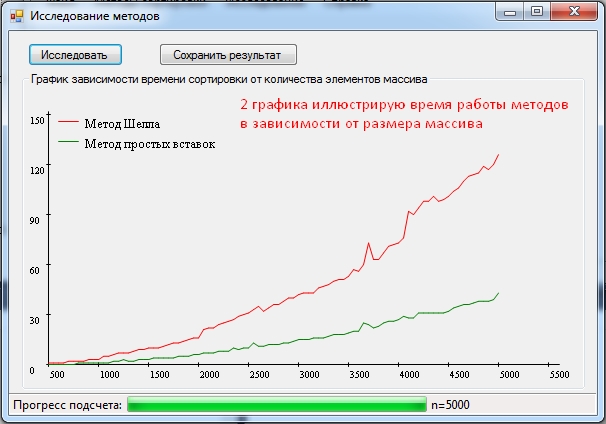 Исследование методов
Исследовать
Сохранить результат
График зависимости времени сортировки от количества элементов массива
2 графика иллюстрирую время работы методов
в зависимости от размера массива
150
Метод Шелла
Метод простых вставок
120
90
60
30
0
500 1000 1500 2000 2500 3000 3500 4000 4500 5000 5500
Прогресс подсчета: n=5000